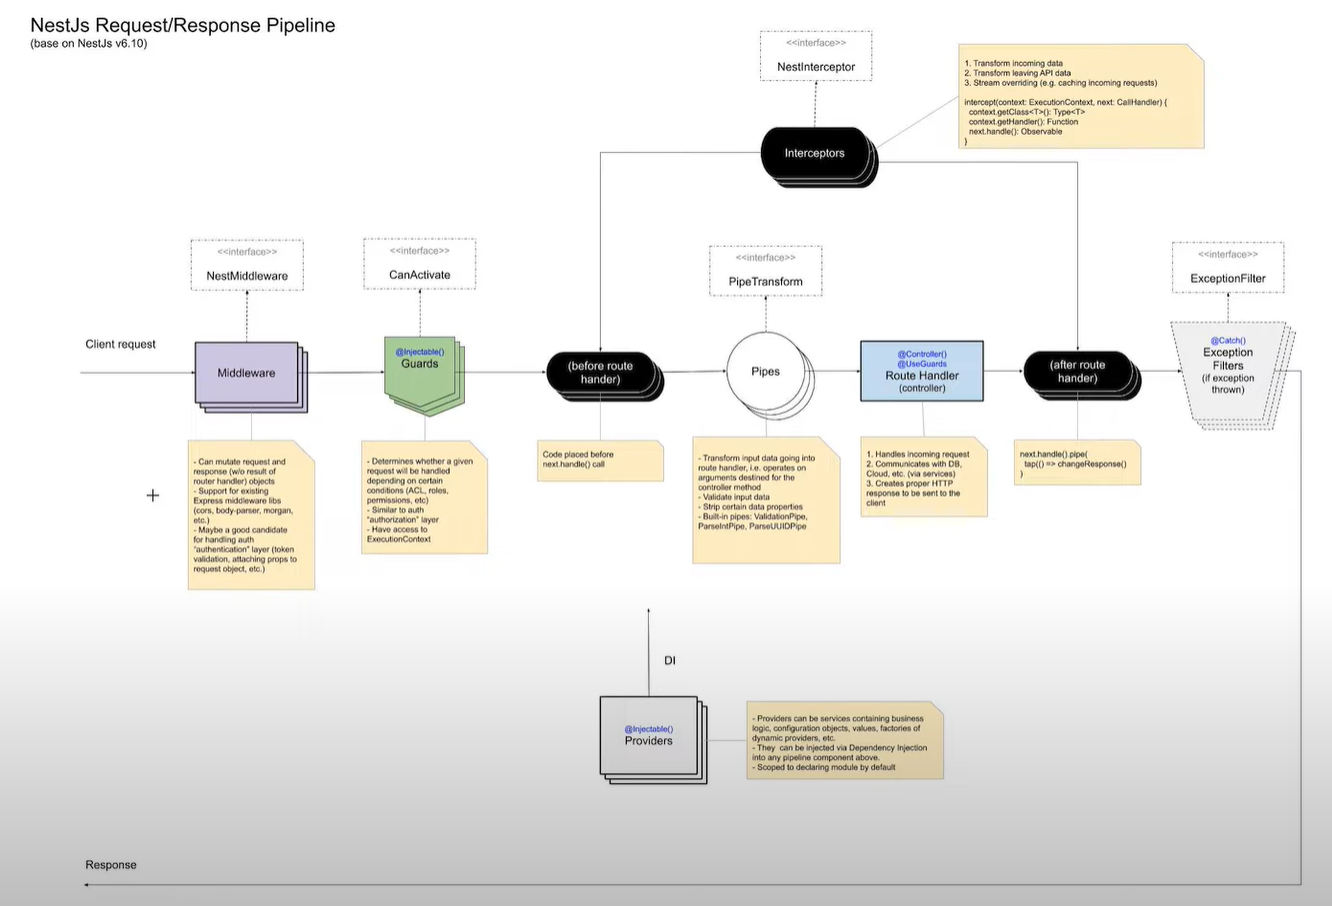 NestJs Request/Response Pipeline
(base on NestJs v6.10)
<<interface>>
NestInterceptor
1. Transform incoming data
2. Transform leaving API data
3. Stream overriding (e.g. caching incoming requests)
intercept(context: ExecutionContext, next: CallHandler) {
context.getClass<T>(): Type<T>
context.getHandler(): Function
next.handle(): Observable
}
Interceptors
<<interface>>
NestMiddleware
<<interface>>
CanActivate
<<interface>>
PipeTransform
<<interface>>
ExceptionFilter
Client request
Middleware
@Injectable()
Guards
(before route
hander)
Pipes
@Controller()
@UseGuards
Route Handler
(controller)
(after route
hander)
@Catch()
Exception
Filters
(if exception
thrown)
- Can mutate request and
response (w/o result of
router handler) objects
- Support for existing
Express middleware libs
(cors, body-parser, morgan,
etc.)
- Maybe a good candidate
for handling auth
"authentication" layer (token
validation, attaching props to
request object, etc.)
- Determines whether a given
request will be handled
depending on certain
conditions (ACL, roles,
permissions, etc)
- Similar to auth
"authorization" layer
- Have access to
ExecutionContext
Code placed before
next.handle() call
- Transform input data going into
route handler, i.e. operates on
arguments destined for the
controller method
- Validate input data
- Strip certain data properties
- Built-in pipes: ValidationPipe,
ParseIntPipe, ParseUUIDPipe
1. Handles incoming request
2. Communicates with DB,
Cloud, etc. (via services)
3. Creates proper HTTP
response to be sent to the
client
next.handle().pipe(
tap(() => changeResponse()
)
DI
@Injectable()
Providers
- Providers can be services containing business
logic, configuration objects, values, factories of
dynamic providers, etc.
- They can be injected via Dependency Injection
into any pipeline component above.
- Scoped to declaring module by default
Response